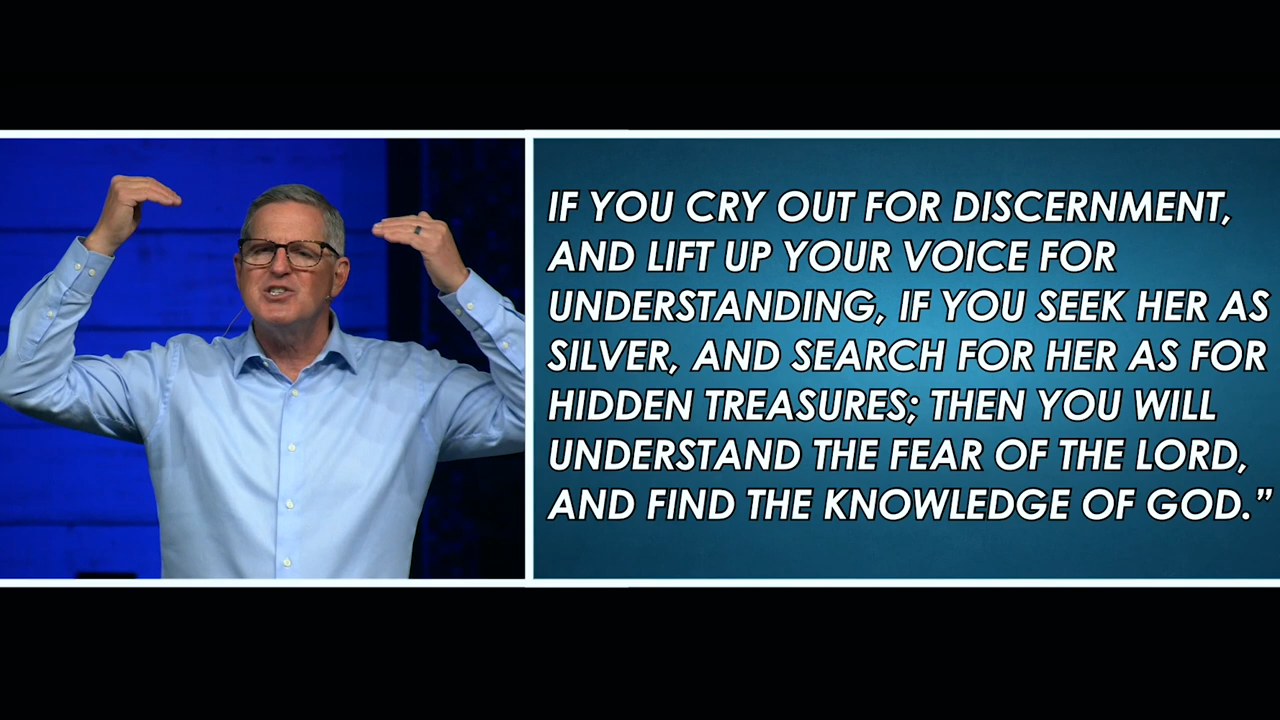 IF YOU CRY OUT FOR DISCERNMENT,
AND LIFT UP YOUR VOICE FOR
UNDERSTANDING, IF YOU SEEK HER AS
SILVER, AND SEARCH FOR HER AS FOR
HIDDEN TREASURES; THEN YOU WILL
UNDERSTAND THE FEAR OF THE LORD,
AND FIND THE KNOWLEDGE OF GOD.”